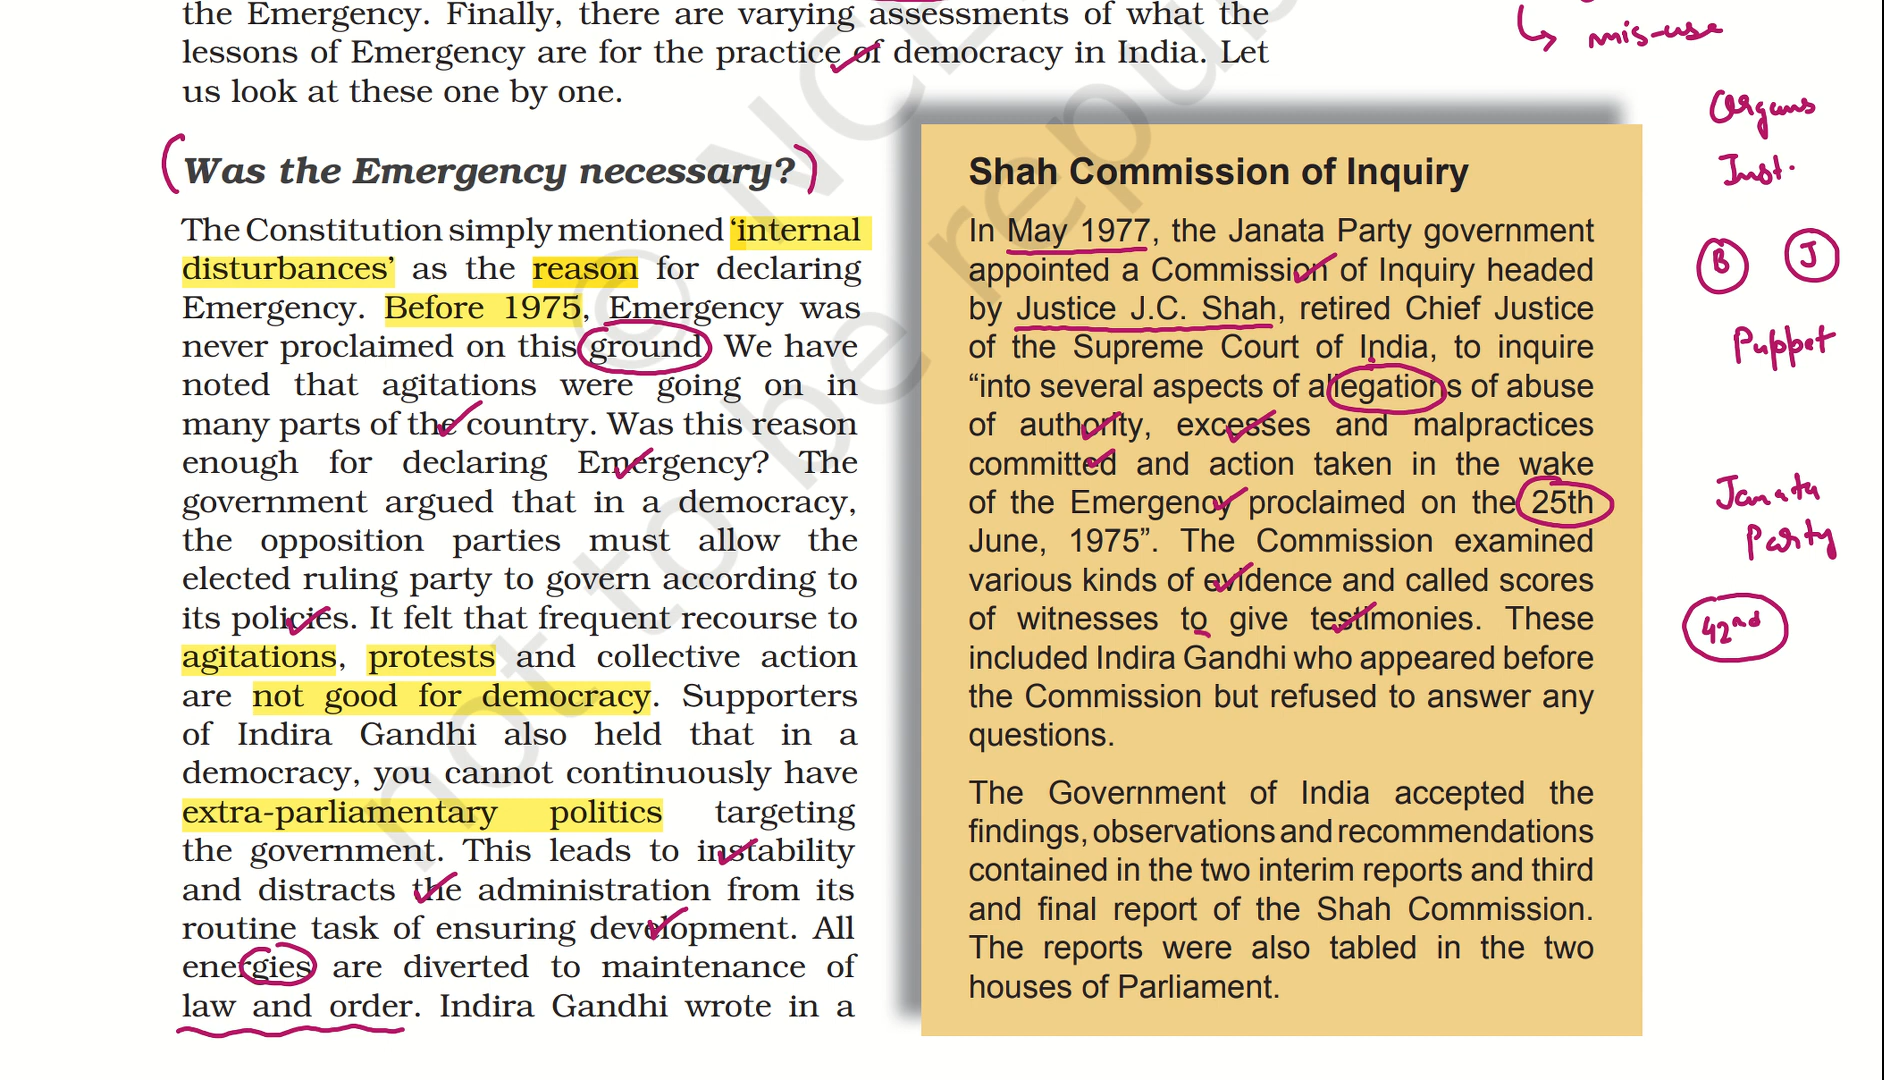 the Emergency. Finally, there are varying assessments of what the
lessons of Emergency are for the practice of democracy in India. Let
us look at these one by one.
Was the Emergency necessary?
The Constitution simply mentioned ‘internal
disturbances’ as the reason for declaring
Emergency. Before 1975, Emergency was
never proclaimed on this ground. We have
noted that agitations were going on in
many parts of the country. Was this reason
enough for declaring Emergency? The
government argued that in a democracy,
the opposition parties must allow the
elected ruling party to govern according to
its policies. It felt that frequent recourse to
agitations, protests and collective action
are not good for democracy. Supporters
of Indira Gandhi also held that in a
democracy, you cannot continuously have
extra-parliamentary politics targeting
the government. This leads to instability
and distracts the administration from its
routine task of ensuring development. All
energies are diverted to maintenance of
law and order. Indira Gandhi wrote in a
Shah Commission of Inquiry
In May 1977, the Janata Party government
appointed a Commission of Inquiry headed
by Justice J.C. Shah, retired Chief Justice
of the Supreme Court of India, to inquire
“into several aspects of allegations of abuse
of authority, excesses and malpractices
committed and action taken in the wake
of the Emergency proclaimed on the 25th
June, 1975”. The Commission examined
various kinds of evidence and called scores
of witnesses to give testimonies. These
included Indira Gandhi who appeared before
the Commission but refused to answer any
questions.
The Government of India accepted the
findings, observations and recommendations
contained in the two interim reports and third
and final report of the Shah Commission.
The reports were also tabled in the two
houses of Parliament.
mis-use
Organs
Inst.
B J
Puppet
Janata
Party
42nd
© NCE
not to be repu